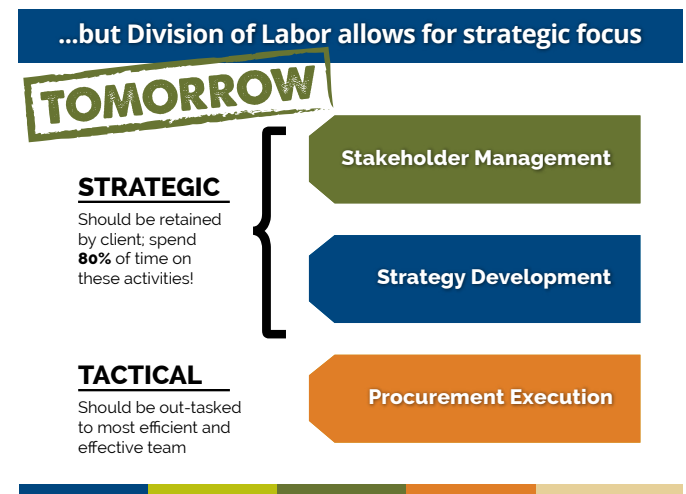 ...but Division of Labor allows for strategic focus
TOMORROW
STRATEGIC
Should be retained
by client; spend
80% of time on
these activities!
Stakeholder Management
Strategy Development
TACTICAL
Should be out-tasked
to most efficient and
effective team
Procurement Execution